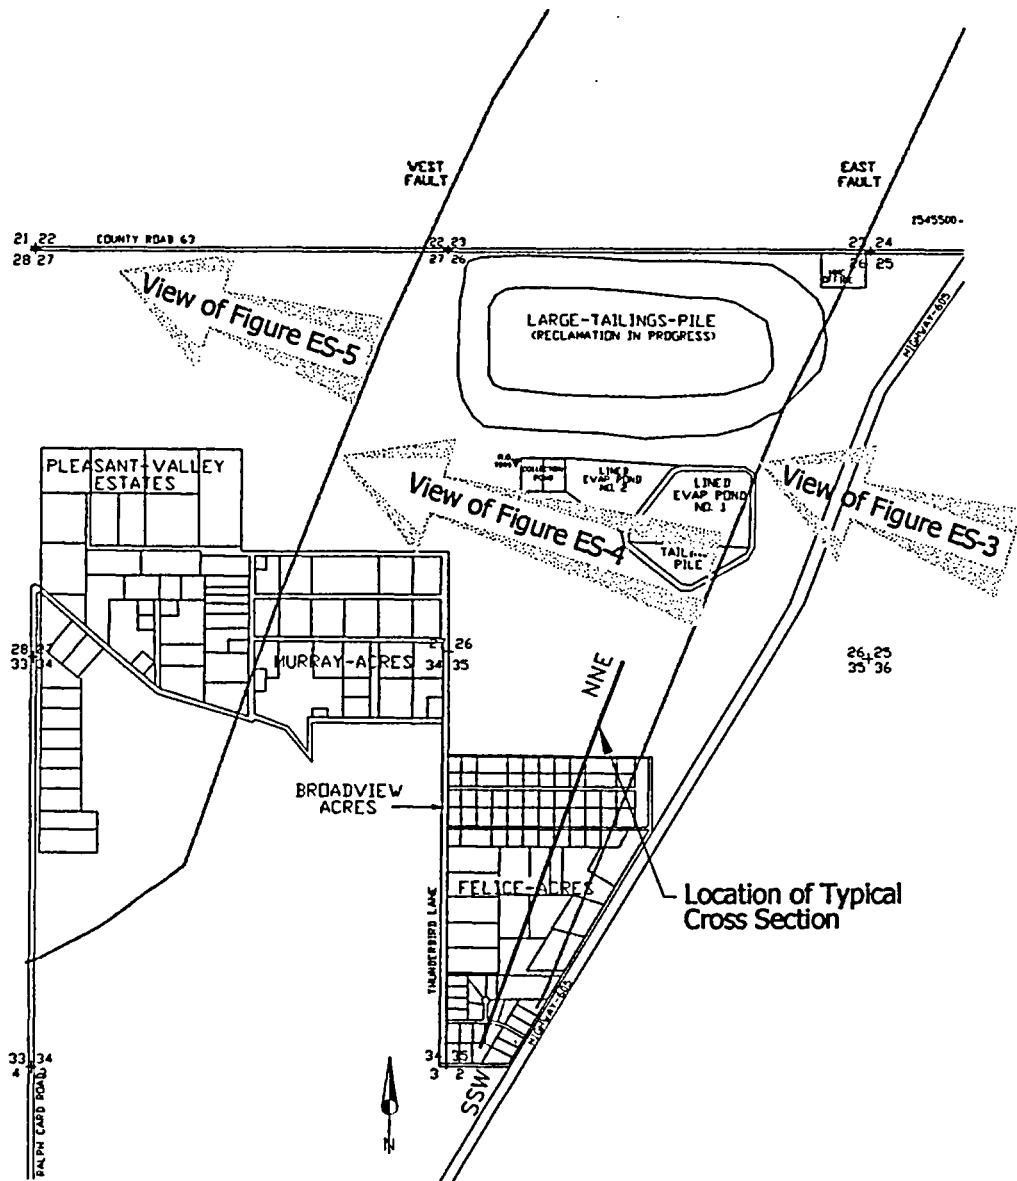 WEST
FAULT
EAST
FAULT
1545500-
21 22
28 27
COUNTY ROAD 63
22 23
27 26
23 24
26 25
View of Figure ES-5
LARGE-TAILINGS-PILE
(RECLAMATION IN PROGRESS)
HIGHWAY-605
PLEASANT-VALLEY
ESTATES
View of Figure ES-4
COLLECTION
POND
LINED
EVAP POND
NO. 2
LINED
EVAP POND
NO. 1
View of Figure ES-3
PILE
28 27
33 34
MURRAY-ACRES
26
34 35
26 25
35 36
NNE
BROADVIEW
ACRES
FELICE-ACRES
Location of Typical
Cross Section
THUNDERBIRD LANE
HIGHWAY-605
33 34
4 3
34 35
3 2
SSW
RALPH CARD ROAD
N